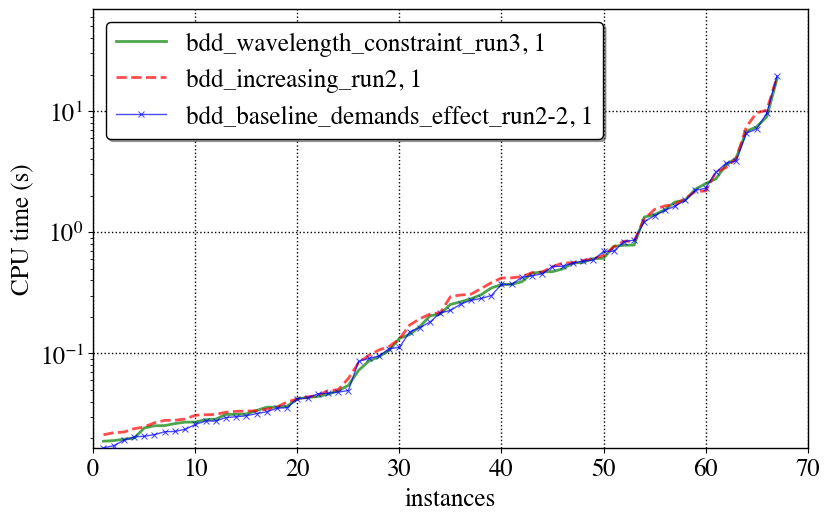 bdd_wavelength_constraint_run3, 1
bdd_increasing_run2, 1
bdd_baseline_demands_effect_run2-2, 1
CPU time (s)
10¹
10⁰
10⁻¹
0 10 20 30 40 50 60 70
instances